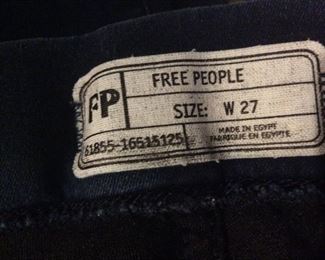 FP
FREE PEOPLE
SIZE: W 27
61855-16515125
MADE IN EGYPT
FABRIQUE EN EGYPTE